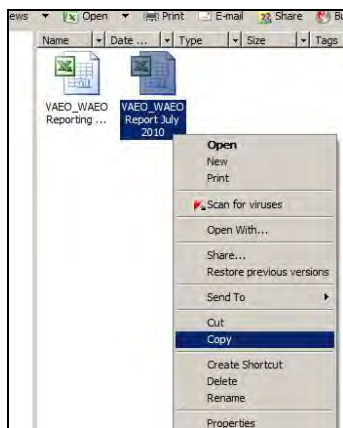 ews Open Print E-mail Share Bu
Name Date ... Type Size Tags
VAEO_WAEO
Reporting ...
VAEO_WAEO
Report July
2010
Open
New
Print
Scan for viruses
Open With...
Share...
Restore previous versions
Send To
Cut
Copy
Create Shortcut
Delete
Rename
Properties